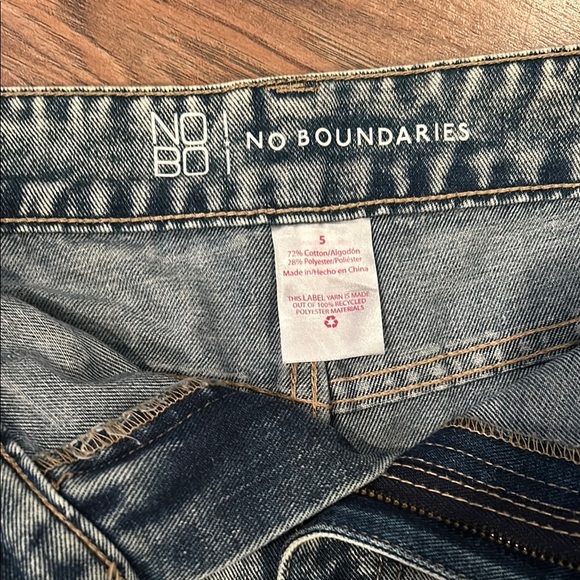 NO
BO
NO BOUNDARIES
5
72% Cotton/Algodón
28% Polyester/Poliéster
Made in/Hecho en China
THIS LABEL YARN IS MADE
OUT OF 100% RECYCLED
POLYESTER MATERIALS